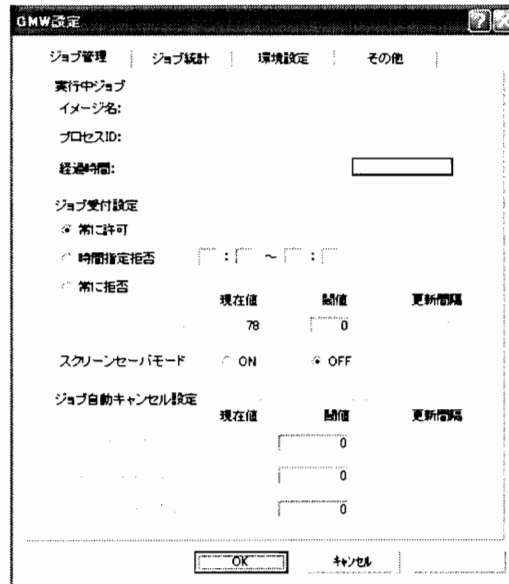 GMW設定
ジョブ管理 ジョブ統計 環境設定 その他
実行中ジョブ
イメージ名:
プロセスID:
経過時間:
ジョブ受付設定
常に許可
時間指定拒否 : ～ :
常に拒否
現在値 閾値 更新間隔
78 0
スクリーンセーバモード ON OFF
ジョブ自動キャンセル設定
現在値 閾値 更新間隔
0
0
0
OK キャンセル